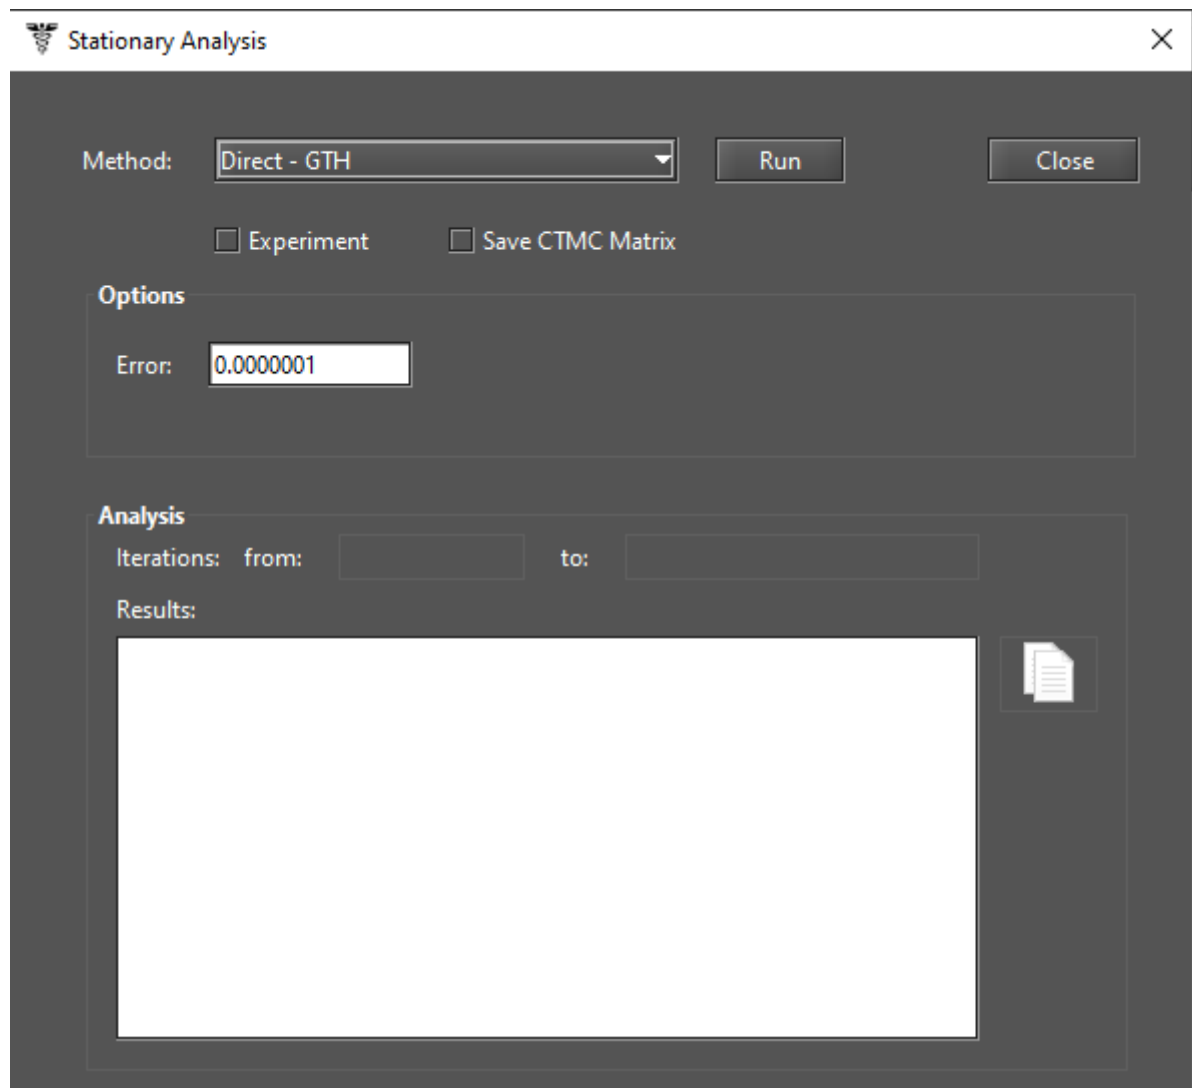 Stationary Analysis
Method: Direct - GTH Run Close
Experiment Save CTMC Matrix
Options
Error: 0.0000001
Analysis
Iterations: from: to:
Results: